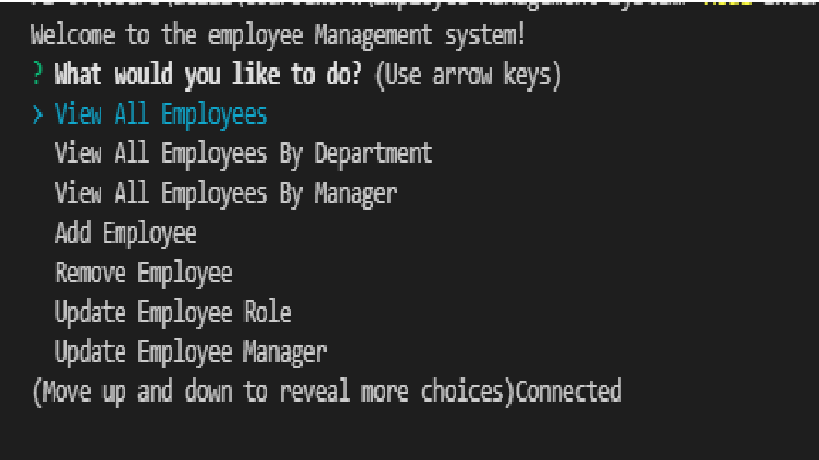 Welcome to the employee Management system!
? What would you like to do? (Use arrow keys)
> View All Employees
View All Employees By Department
View All Employees By Manager
Add Employee
Remove Employee
Update Employee Role
Update Employee Manager
(Move up and down to reveal more choices)Connected